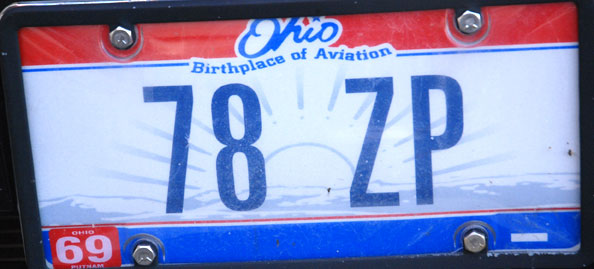 Ohio
Birthplace of Aviation
78 ZP
OHIO
69
PUTNAM